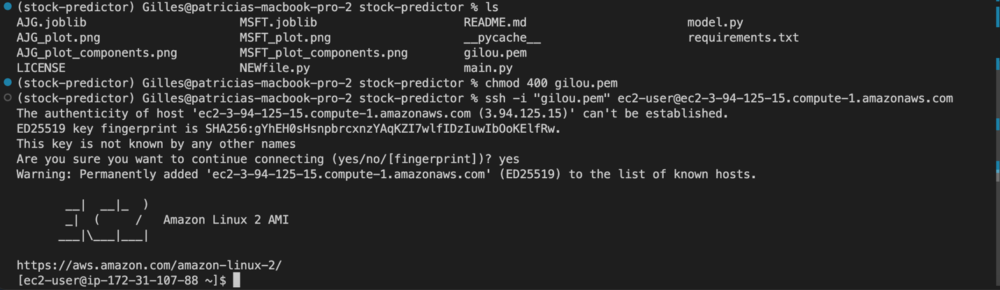 (stock-predictor) Gilles@patricias-macbook-pro-2 stock-predictor % ls
AJG.joblib MSFT.joblib README.md model.py
AJG_plot.png MSFT_plot.png __pycache__ requirements.txt
AJG_plot_components.png MSFT_plot_components.png gilou.pem
LICENSE NEWfile.py main.py
(stock-predictor) Gilles@patricias-macbook-pro-2 stock-predictor % chmod 400 gilou.pem
(stock-predictor) Gilles@patricias-macbook-pro-2 stock-predictor % ssh -i "gilou.pem" ec2-user@ec2-3-94-125-15.compute-1.amazonaws.com
The authenticity of host 'ec2-3-94-125-15.compute-1.amazonaws.com (3.94.125.15)' can't be established.
ED25519 key fingerprint is SHA256:gYhEH0sHsnpbrcxnzYAqKZI7wlfIDzIuwIbOoKElfRw.
This key is not known by any other names
Are you sure you want to continue connecting (yes/no/[fingerprint])? yes
Warning: Permanently added 'ec2-3-94-125-15.compute-1.amazonaws.com' (ED25519) to the list of known hosts.
__|  __|_  )
_|  (     /   Amazon Linux 2 AMI
___|\___|___|
https://aws.amazon.com/amazon-linux-2/
[ec2-user@ip-172-31-107-88 ~]$